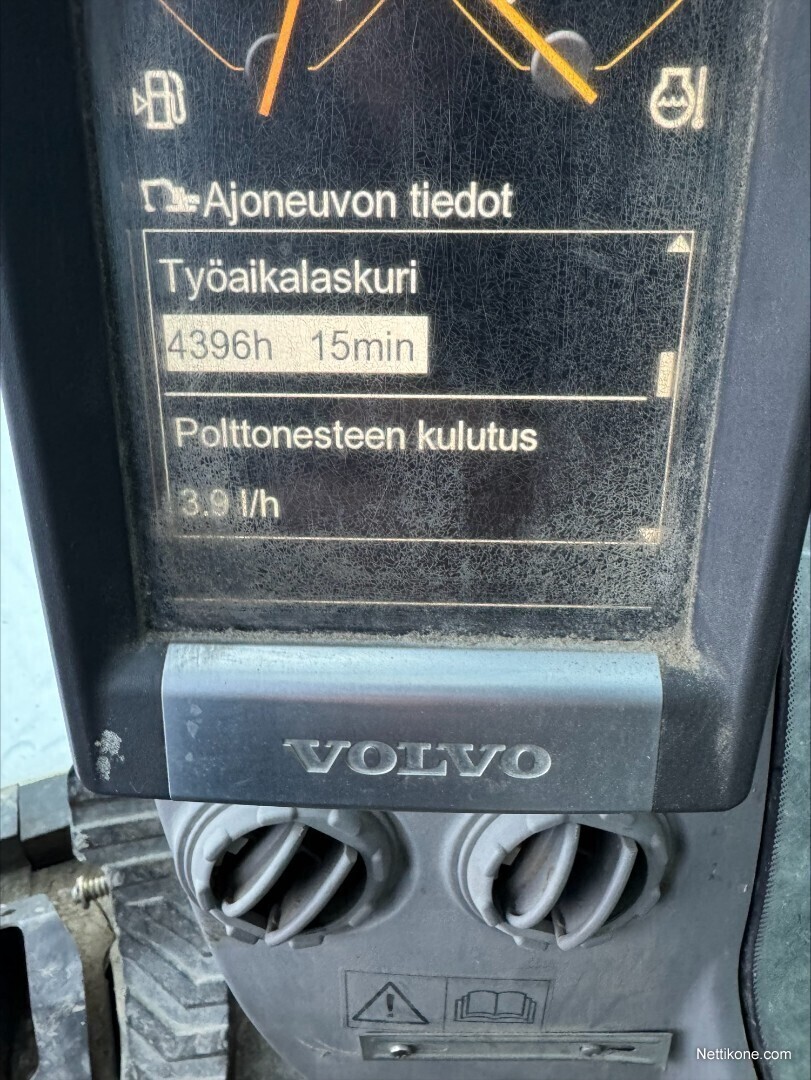 Ajoneuvon tiedot
Työaikalaskuri
4396h 15min
Polttonesteen kulutus
3.9 l/h
VOLVO
Nettikone.com